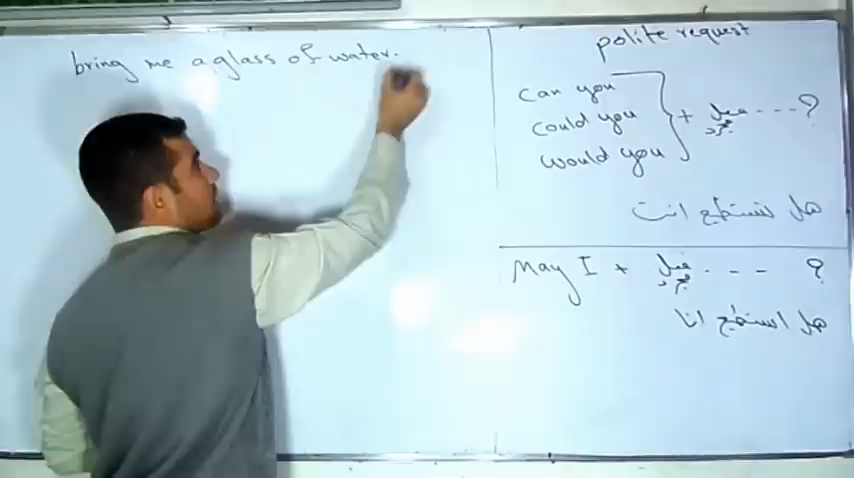 bring me a glass of water.
polite request
can you
could you
would you
+ فعل مجرد ---- ?
هل تستطيع انت
May I + فعل مجرد --- ?
هل استطيع انا